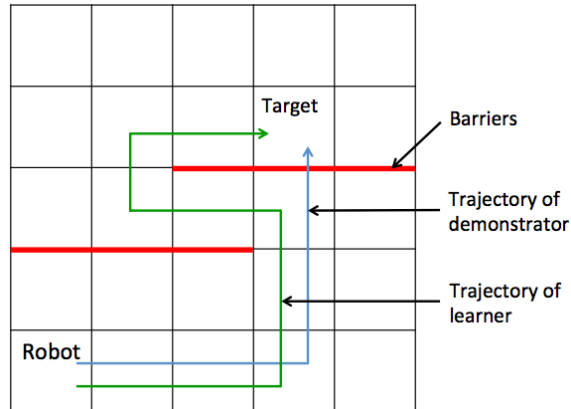 Target
Barriers
Trajectory of
demonstrator
Trajectory of
learner
Robot